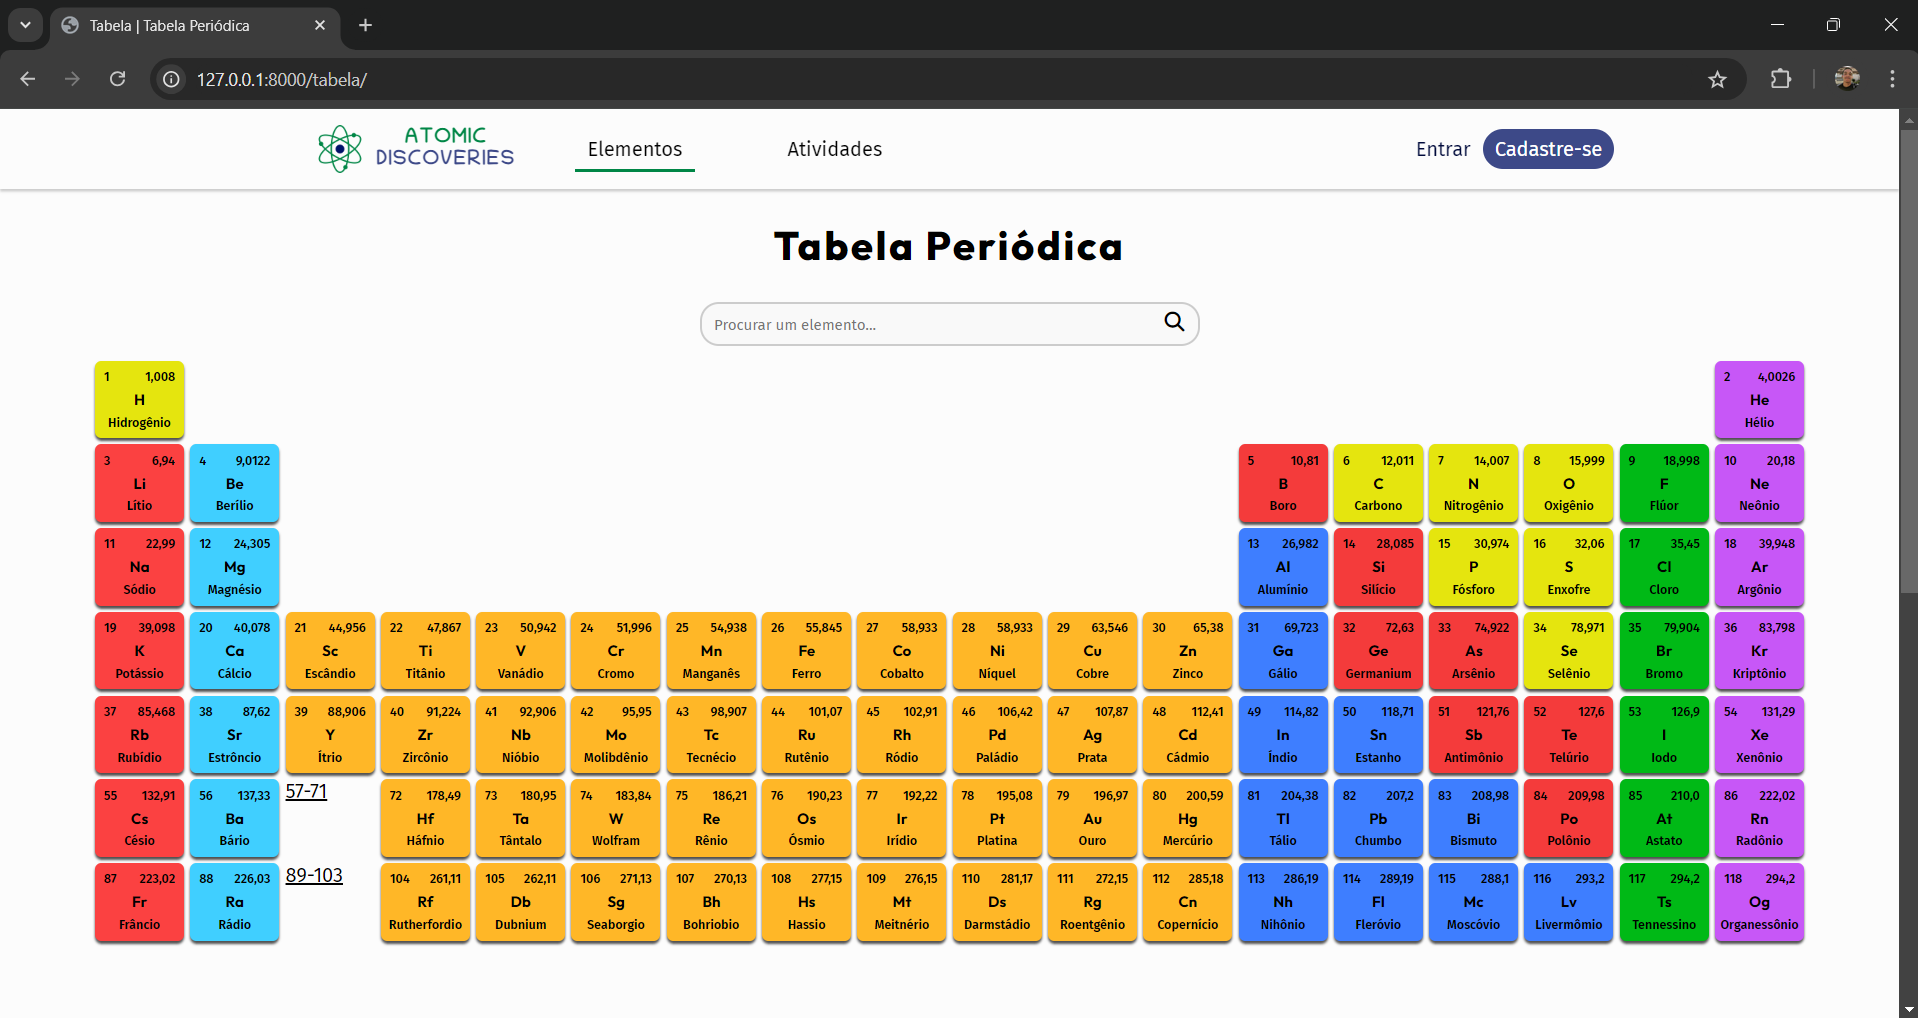 Tabela | Tabela Periódica
127.0.0.1:8000/tabela/
ATOMIC DISCOVERIES
Elementos
Atividades
Entrar
Cadastre-se
Tabela Periódica
Procurar um elemento...
1 1,008 H Hidrogênio
2 4,0026 He Hélio
3 6,94 Li Lítio
4 9,0122 Be Berílio
5 10,81 B Boro
6 12,011 C Carbono
7 14,007 N Nitrogênio
8 15,999 O Oxigênio
9 18,998 F Flúor
10 20,18 Ne Neônio
11 22,99 Na Sódio
12 24,305 Mg Magnésio
13 26,982 Al Alumínio
14 28,085 Si Silício
15 30,974 P Fósforo
16 32,06 S Enxofre
17 35,45 Cl Cloro
18 39,948 Ar Argônio
19 39,098 K Potássio
20 40,078 Ca Cálcio
21 44,956 Sc Escândio
22 47,867 Ti Titânio
23 50,942 V Vanádio
24 51,996 Cr Cromo
25 54,938 Mn Manganês
26 55,845 Fe Ferro
27 58,933 Co Cobalto
28 58,933 Ni Níquel
29 63,546 Cu Cobre
30 65,38 Zn Zinco
31 69,723 Ga Gálio
32 72,63 Ge Germanium
33 74,922 As Arsênio
34 78,971 Se Selênio
35 79,904 Br Bromo
36 83,798 Kr Kriptônio
37 85,468 Rb Rubídio
38 87,62 Sr Estrôncio
39 88,906 Y Ítrio
40 91,224 Zr Zircônio
41 92,906 Nb Nióbio
42 95,95 Mo Molibdênio
43 98,907 Tc Tecnécio
44 101,07 Ru Rutênio
45 102,91 Rh Ródio
46 106,42 Pd Paládio
47 107,87 Ag Prata
48 112,41 Cd Cádmio
49 114,82 In Índio
50 118,71 Sn Estanho
51 121,76 Sb Antimônio
52 127,6 Te Telúrio
53 126,9 I Iodo
54 131,29 Xe Xenônio
55 132,91 Cs Césio
56 137,33 Ba Bário
57-71
72 178,49 Hf Háfnio
73 180,95 Ta Tântalo
74 183,84 W Wolfram
75 186,21 Re Rênio
76 190,23 Os Ósmio
77 192,22 Ir Irídio
78 195,08 Pt Platina
79 196,97 Au Ouro
80 200,59 Hg Mercúrio
81 204,38 Tl Tálio
82 207,2 Pb Chumbo
83 208,98 Bi Bismuto
84 209,98 Po Polônio
85 210,0 At Astato
86 222,02 Rn Radônio
87 223,02 Fr Frâncio
88 226,03 Ra Rádio
89-103
104 261,11 Rf Rutherfordio
105 262,11 Db Dubnium
106 271,13 Sg Seaborgio
107 270,13 Bh Bohriobio
108 277,15 Hs Hassio
109 276,15 Mt Meitnério
110 281,17 Ds Darmstádio
111 272,15 Rg Roentgênio
112 285,18 Cn Copernício
113 286,19 Nh Nihônio
114 289,19 Fl Fleróvio
115 288,1 Mc Moscóvio
116 293,2 Lv Livermômio
117 294,2 Ts Tennessino
118 294,2 Og Organessônio